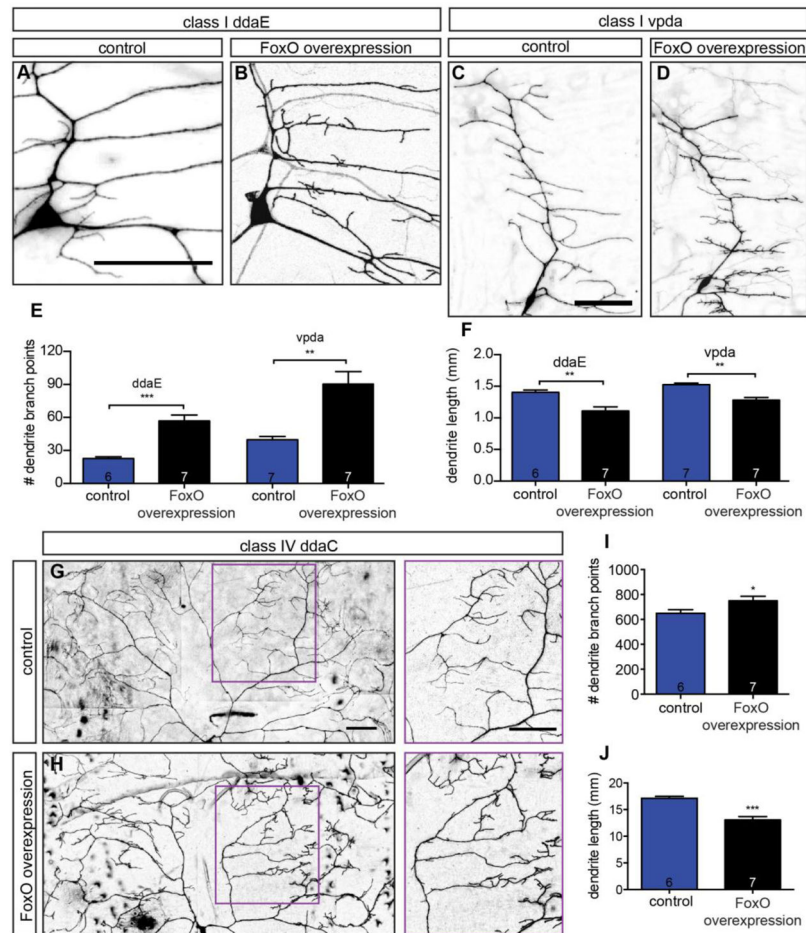 class I ddaE
class I vpda
control
FoxO overexpression
control
FoxO overexpression
A
B
C
D
E
# dendrite branch points
120
90
60
30
0
ddaE
***
vpda
**
6
7
7
7
control
FoxO
overexpression
control
FoxO
overexpression
F
dendrite length (mm)
2.0
1.5
1.0
0.5
0.0
ddaE
**
vpda
**
6
7
7
7
control
FoxO
overexpression
control
FoxO
overexpression
class IV ddaC
control
G
FoxO overexpression
H
I
# dendrite branch points
1000
800
600
400
200
0
*
6
7
control
FoxO
overexpression
J
dendrite length (mm)
20
15
10
5
0
***
6
7
control
FoxO
overexpression